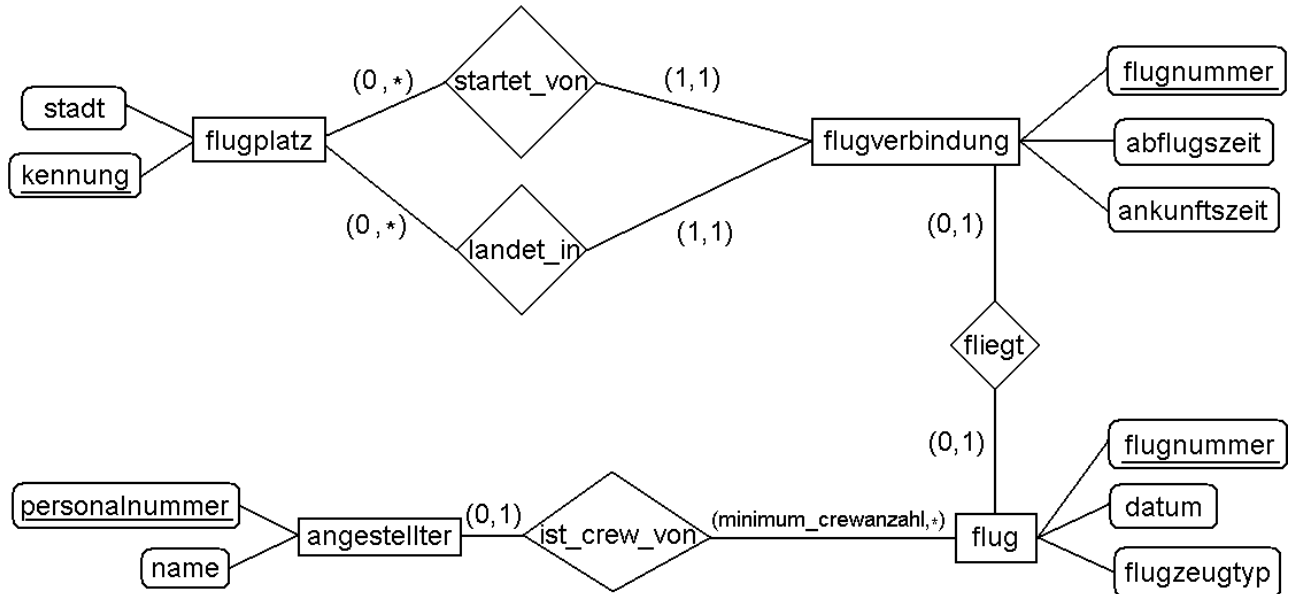 startet_von
(0,*)
(1,1)
flugnummer
stadt
flugplatz
flugverbindung
abflugszeit
kennung
ankunftszeit
(0,*)
landet_in
(1,1)
(0,1)
fliegt
(0,1)
flugnummer
personalnummer
(0,1)
(minimum_crewanzahl,*)
datum
angestellter
ist_crew_von
flug
name
flugzeugtyp